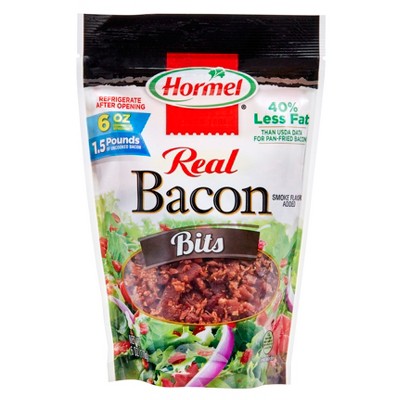 Hormel
®
REFRIGERATE
AFTER OPENING
6 OZ
1.5 Pounds
40%
Less Fat
THAN USDA DATA
FOR PAN-FRIED BACON
Real
Bacon
SMOKE FLAVOR
ADDED
Bits